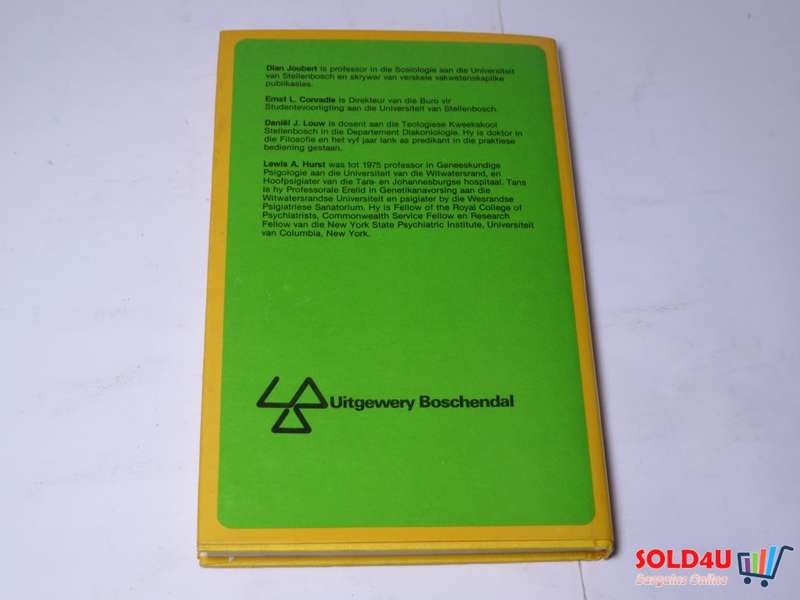 Dian Joubert is professor in die Sosiologie aan die Universiteit
van Stellenbosch en skrywer van verskeie vakwetenskaplike
publikasies.
Ernst L. Conradie is Direkteur van die Buro vir
Studentevoorligting aan die Universiteit van Stellenbosch.
Daniël J. Louw is dosent aan die Teologiese Kweekskool
Stellenbosch in die Departement Diakoniologie. Hy is doktor in
die Filosofie en het vyf jaar lank as predikant in die praktiese
bediening gestaan.
Lewis A. Hurst was tot 1975 professor in Geneeskundige
Psigologie aan die Universiteit van die Witwatersrand, en
Hoofpsigiater van die Tara- en Johannesburgse hospitaal. Tans
is hy Professorale Erelid in Genetikanavorsing aan die
Witwatersrandse Universiteit en psigiater by die Wesrandse
Psigiatriese Sanatorium. Hy is Fellow of the Royal College of
Psychiatrists, Commonwealth Service Fellow en Research
Fellow van die New York State Psychiatric Institute, Universiteit
van Columbia, New York.
Uitgewery Boschendal
SOLD4U
Bargains Online